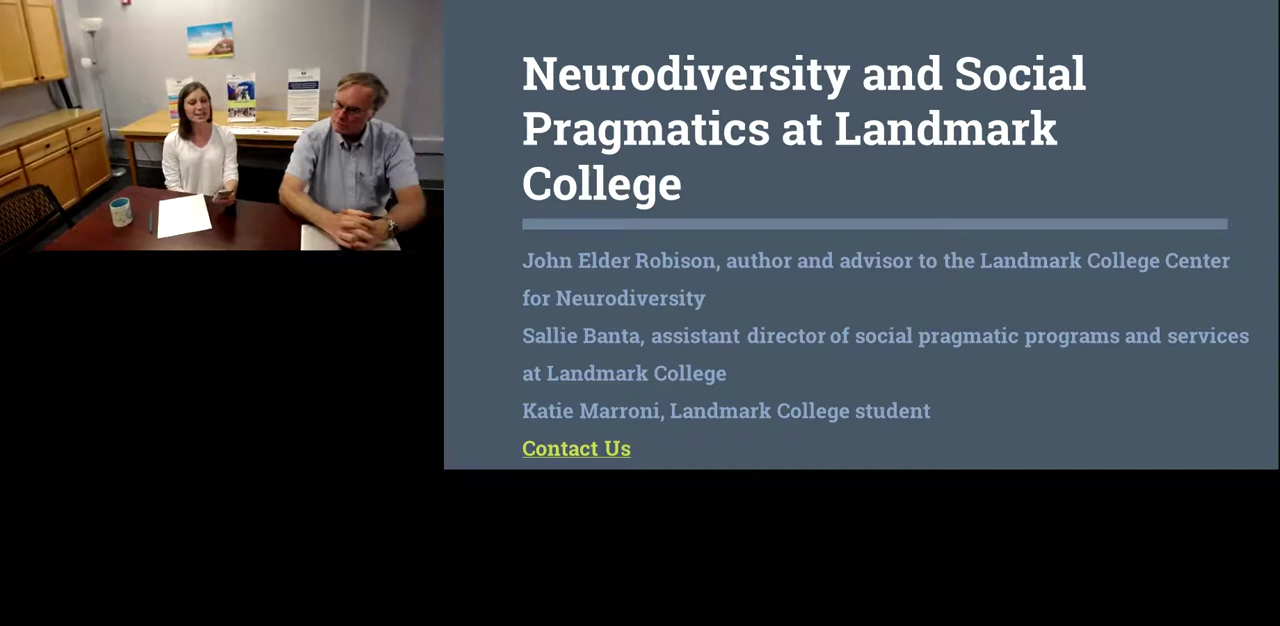 Neurodiversity and Social
Pragmatics at Landmark
College
John Elder Robison, author and advisor to the Landmark College Center
for Neurodiversity
Sallie Banta, assistant director of social pragmatic programs and services
at Landmark College
Katie Marroni, Landmark College student
Contact Us